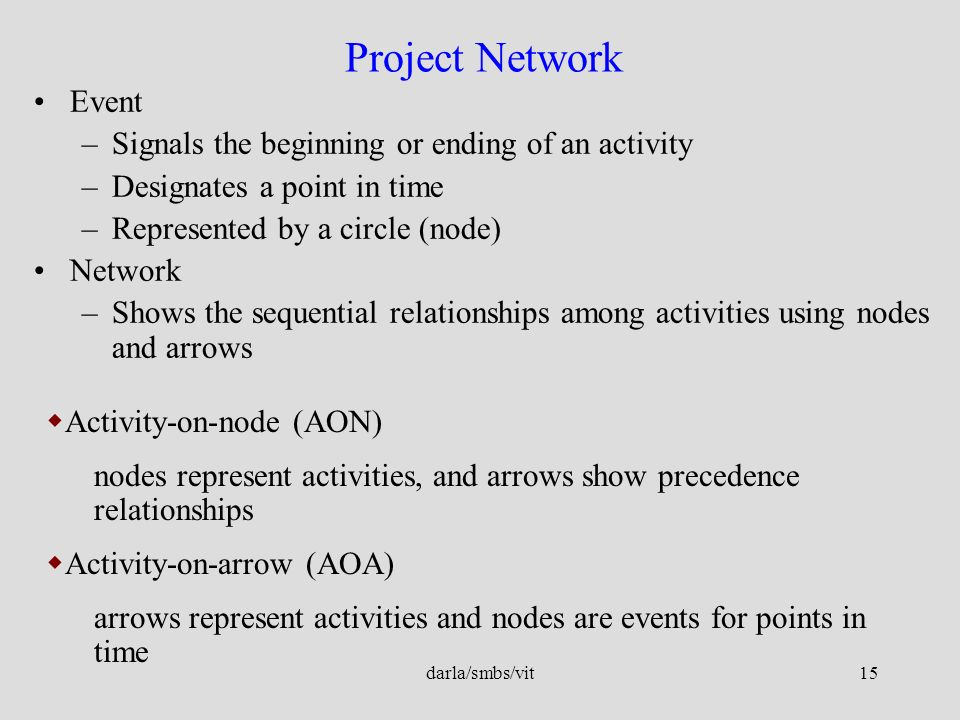 Project Network
• Event
– Signals the beginning or ending of an activity
– Designates a point in time
– Represented by a circle (node)
• Network
– Shows the sequential relationships among activities using nodes
and arrows
◆Activity-on-node (AON)
nodes represent activities, and arrows show precedence
relationships
◆Activity-on-arrow (AOA)
arrows represent activities and nodes are events for points in
time
darla/smbs/vit 15